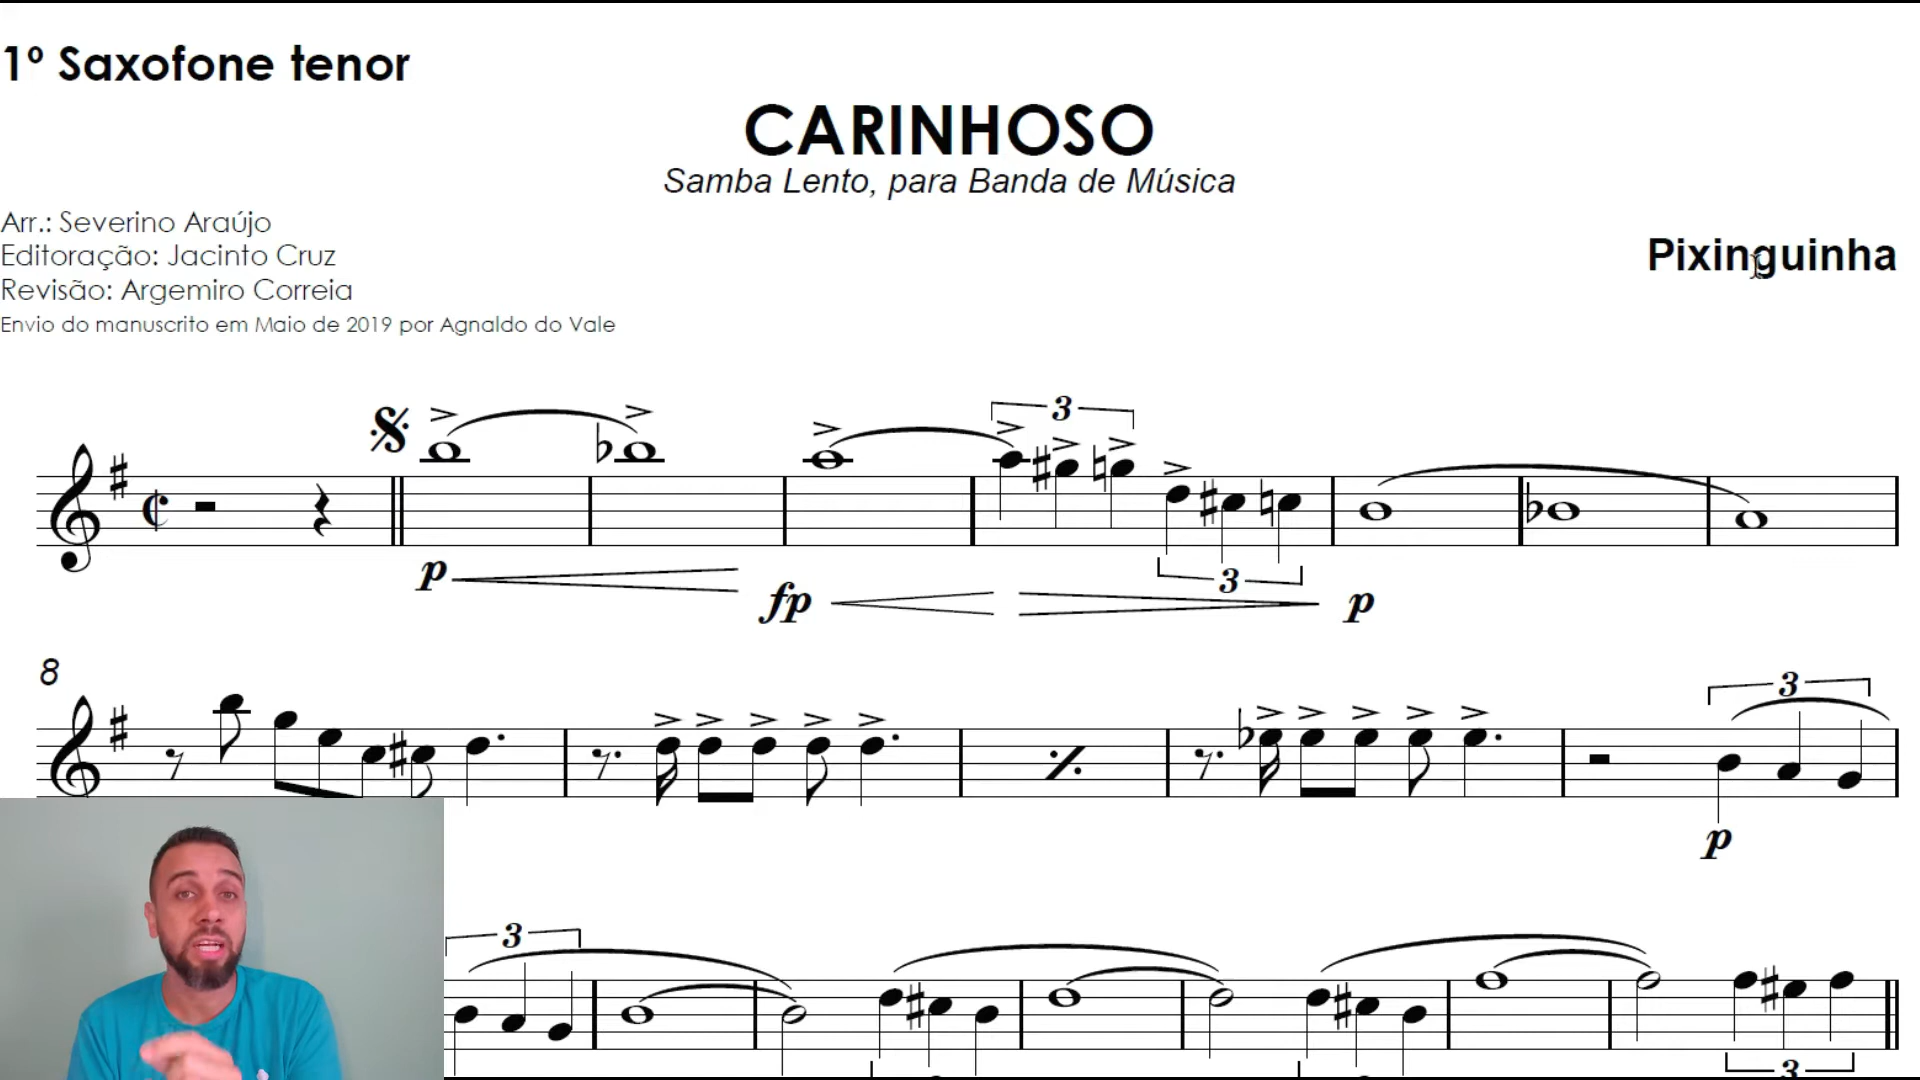 1º Saxofone tenor
CARINHOSO
Samba Lento, para Banda de Música
Arr.: Severino Araújo
Editoração: Jacinto Cruz
Pixinguinha
Revisão: Argemiro Correia
Envio do manuscrito em Maio de 2019 por Agnaldo do Vale
3
3
p
fp
p
8
3
p
3
3